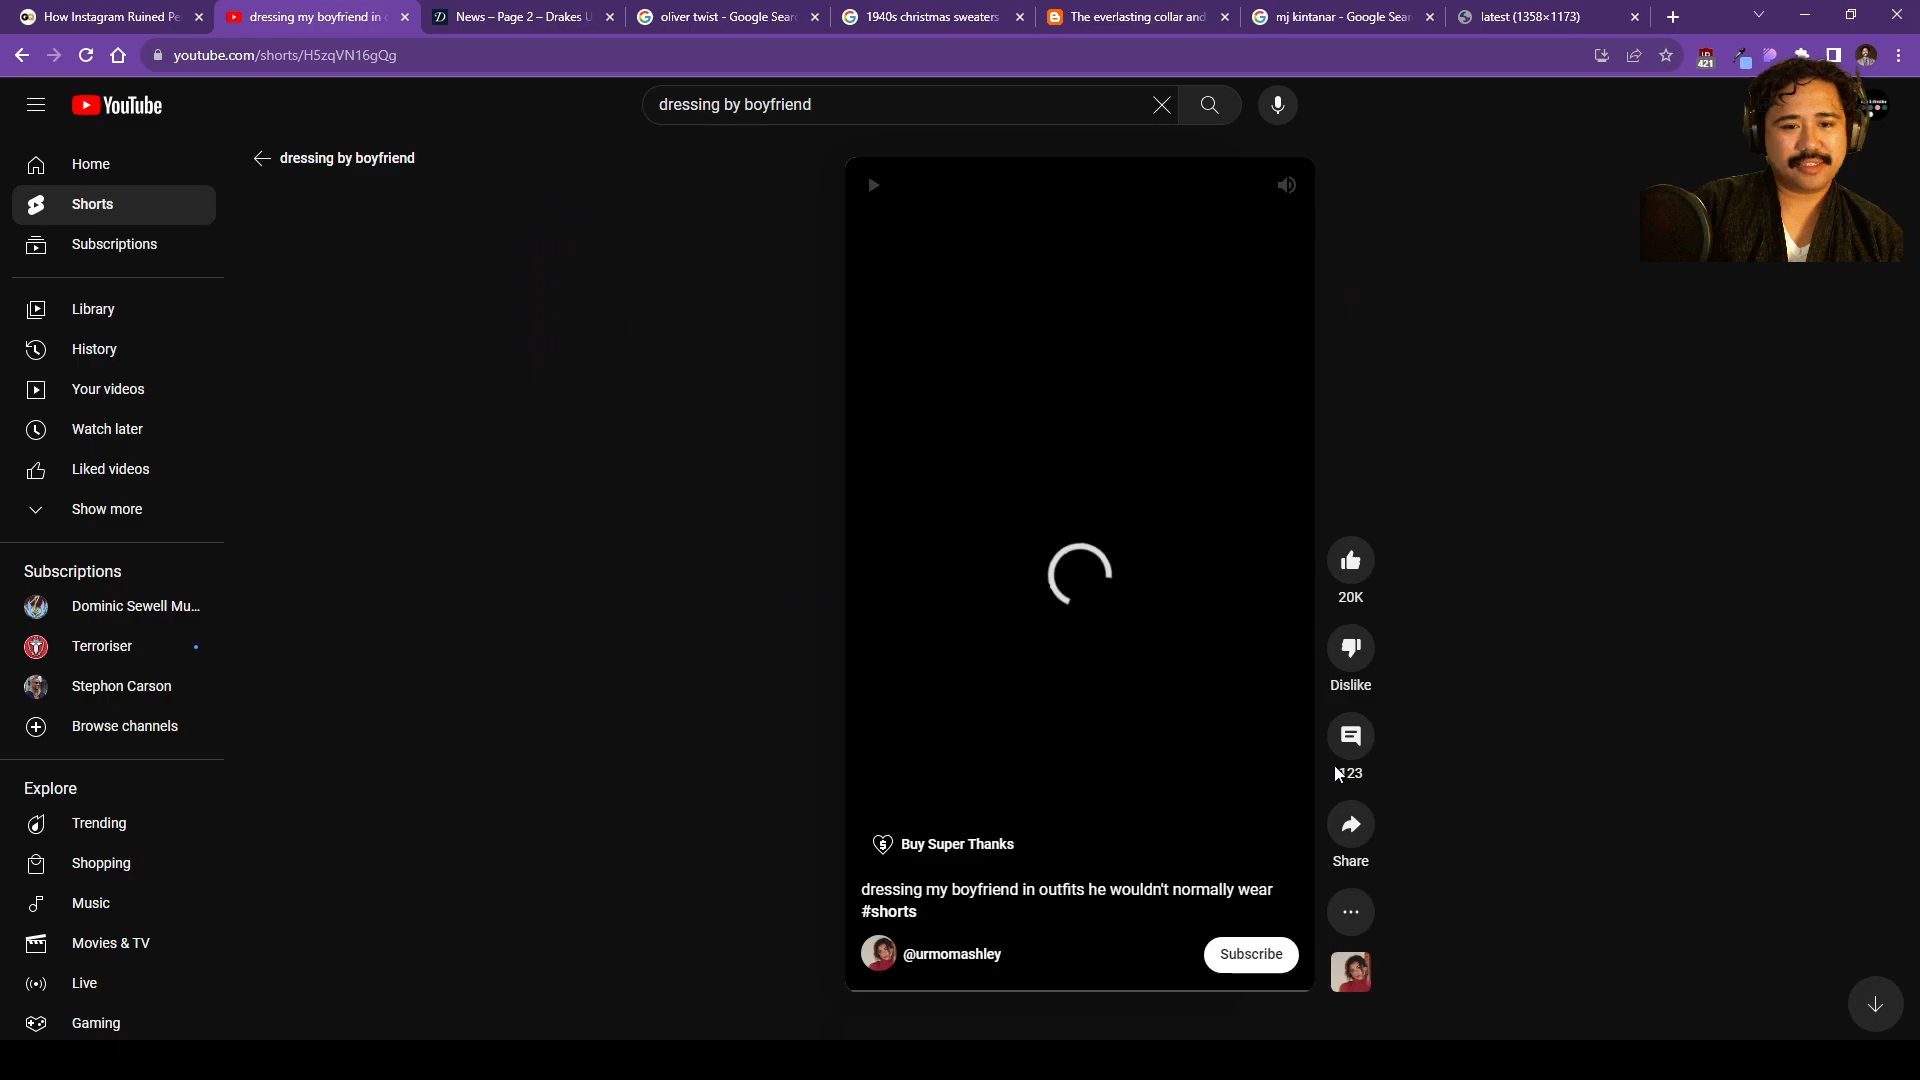 How Instagram Ruined Pe
dressing my boyfriend in
News – Page 2 – Drakes U
oliver twist - Google Sear
1940s christmas sweaters
The everlasting collar and
mj kintanar - Google Sear
latest (1358×1173)
youtube.com/shorts/H5zqVN16gQg
421
YouTube
dressing by boyfriend
dressing by boyfriend
Home
Shorts
Subscriptions
Library
History
Your videos
Watch later
Liked videos
Show more
Subscriptions
Dominic Sewell Mu...
Terroriser
Stephon Carson
Browse channels
Explore
Trending
Shopping
Music
Movies & TV
Live
Gaming
20K
Dislike
123
Share
Buy Super Thanks
dressing my boyfriend in outfits he wouldn't normally wear
#shorts
@urmomashley
Subscribe